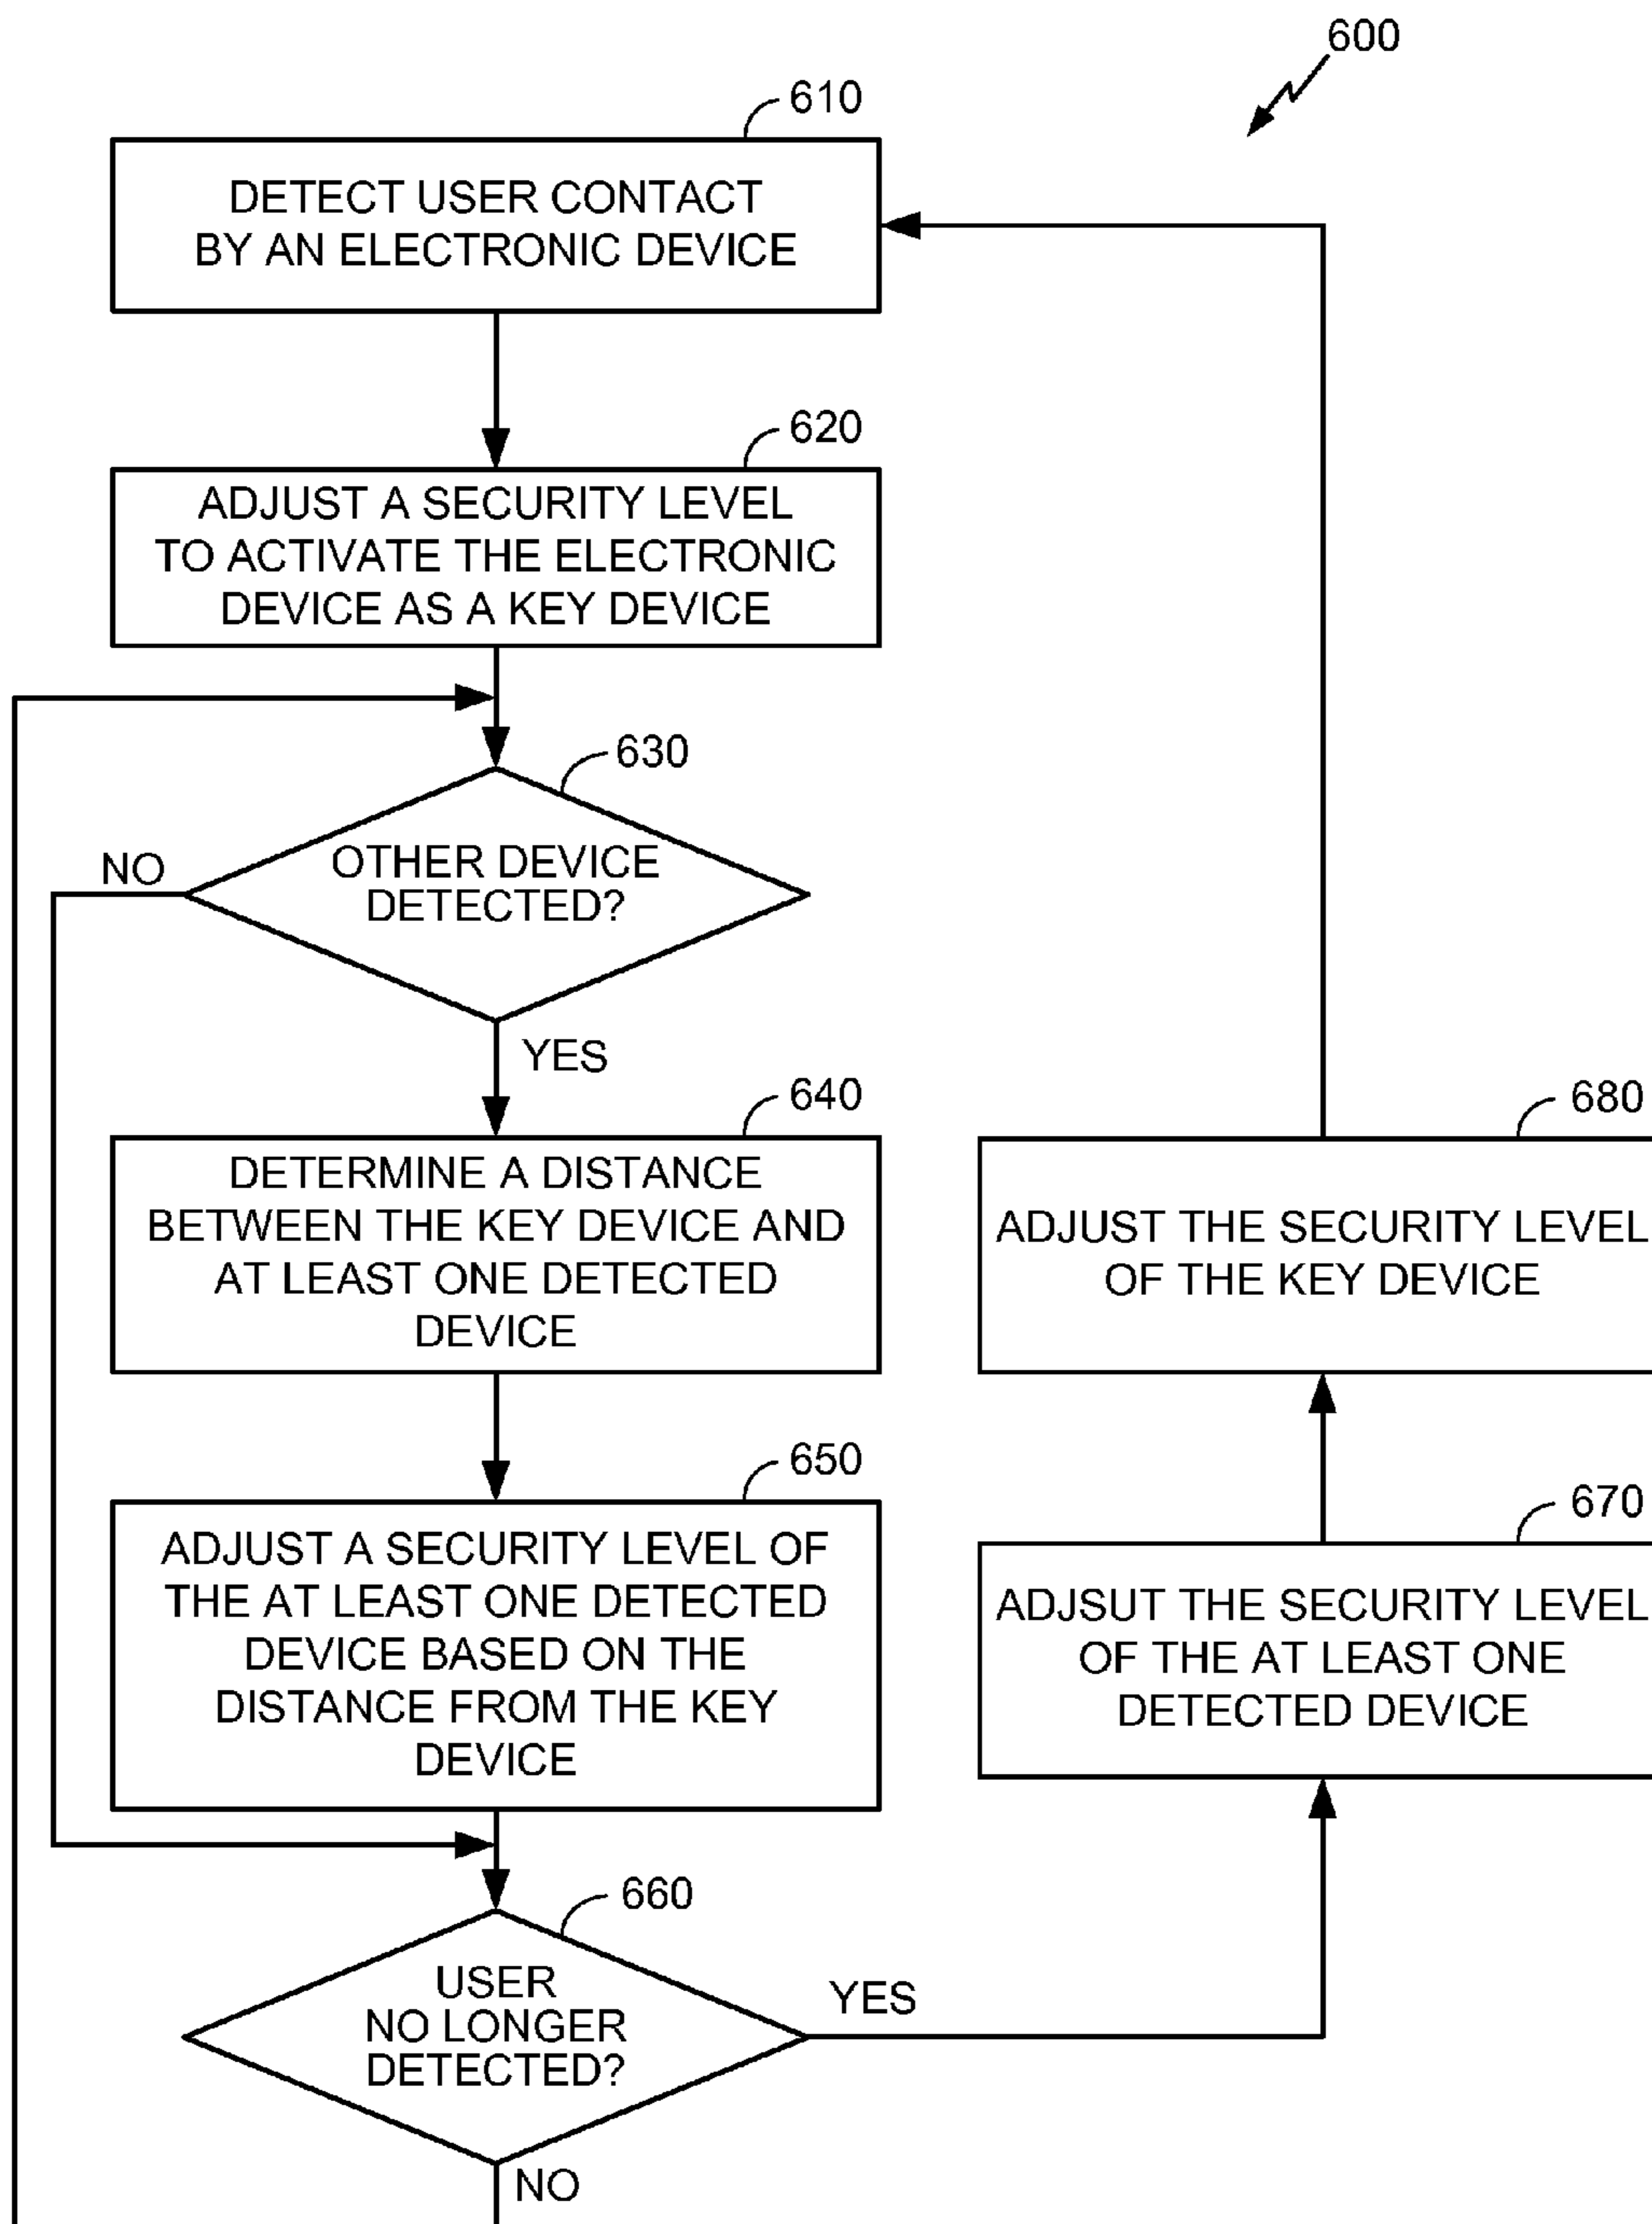 600
610
DETECT USER CONTACT
BY AN ELECTRONIC DEVICE
620
ADJUST A SECURITY LEVEL
TO ACTIVATE THE ELECTRONIC
DEVICE AS A KEY DEVICE
630
OTHER DEVICE
DETECTED?
NO
YES
640
DETERMINE A DISTANCE
BETWEEN THE KEY DEVICE AND
AT LEAST ONE DETECTED
DEVICE
650
ADJUST A SECURITY LEVEL OF
THE AT LEAST ONE DETECTED
DEVICE BASED ON THE
DISTANCE FROM THE KEY
DEVICE
660
USER
NO LONGER
DETECTED?
YES
NO
670
ADJSUT THE SECURITY LEVEL
OF THE AT LEAST ONE
DETECTED DEVICE
680
ADJUST THE SECURITY LEVEL
OF THE KEY DEVICE